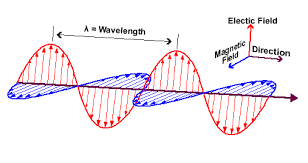 λ = Wavelength
Electic Field
Magnetic
Field
Direction